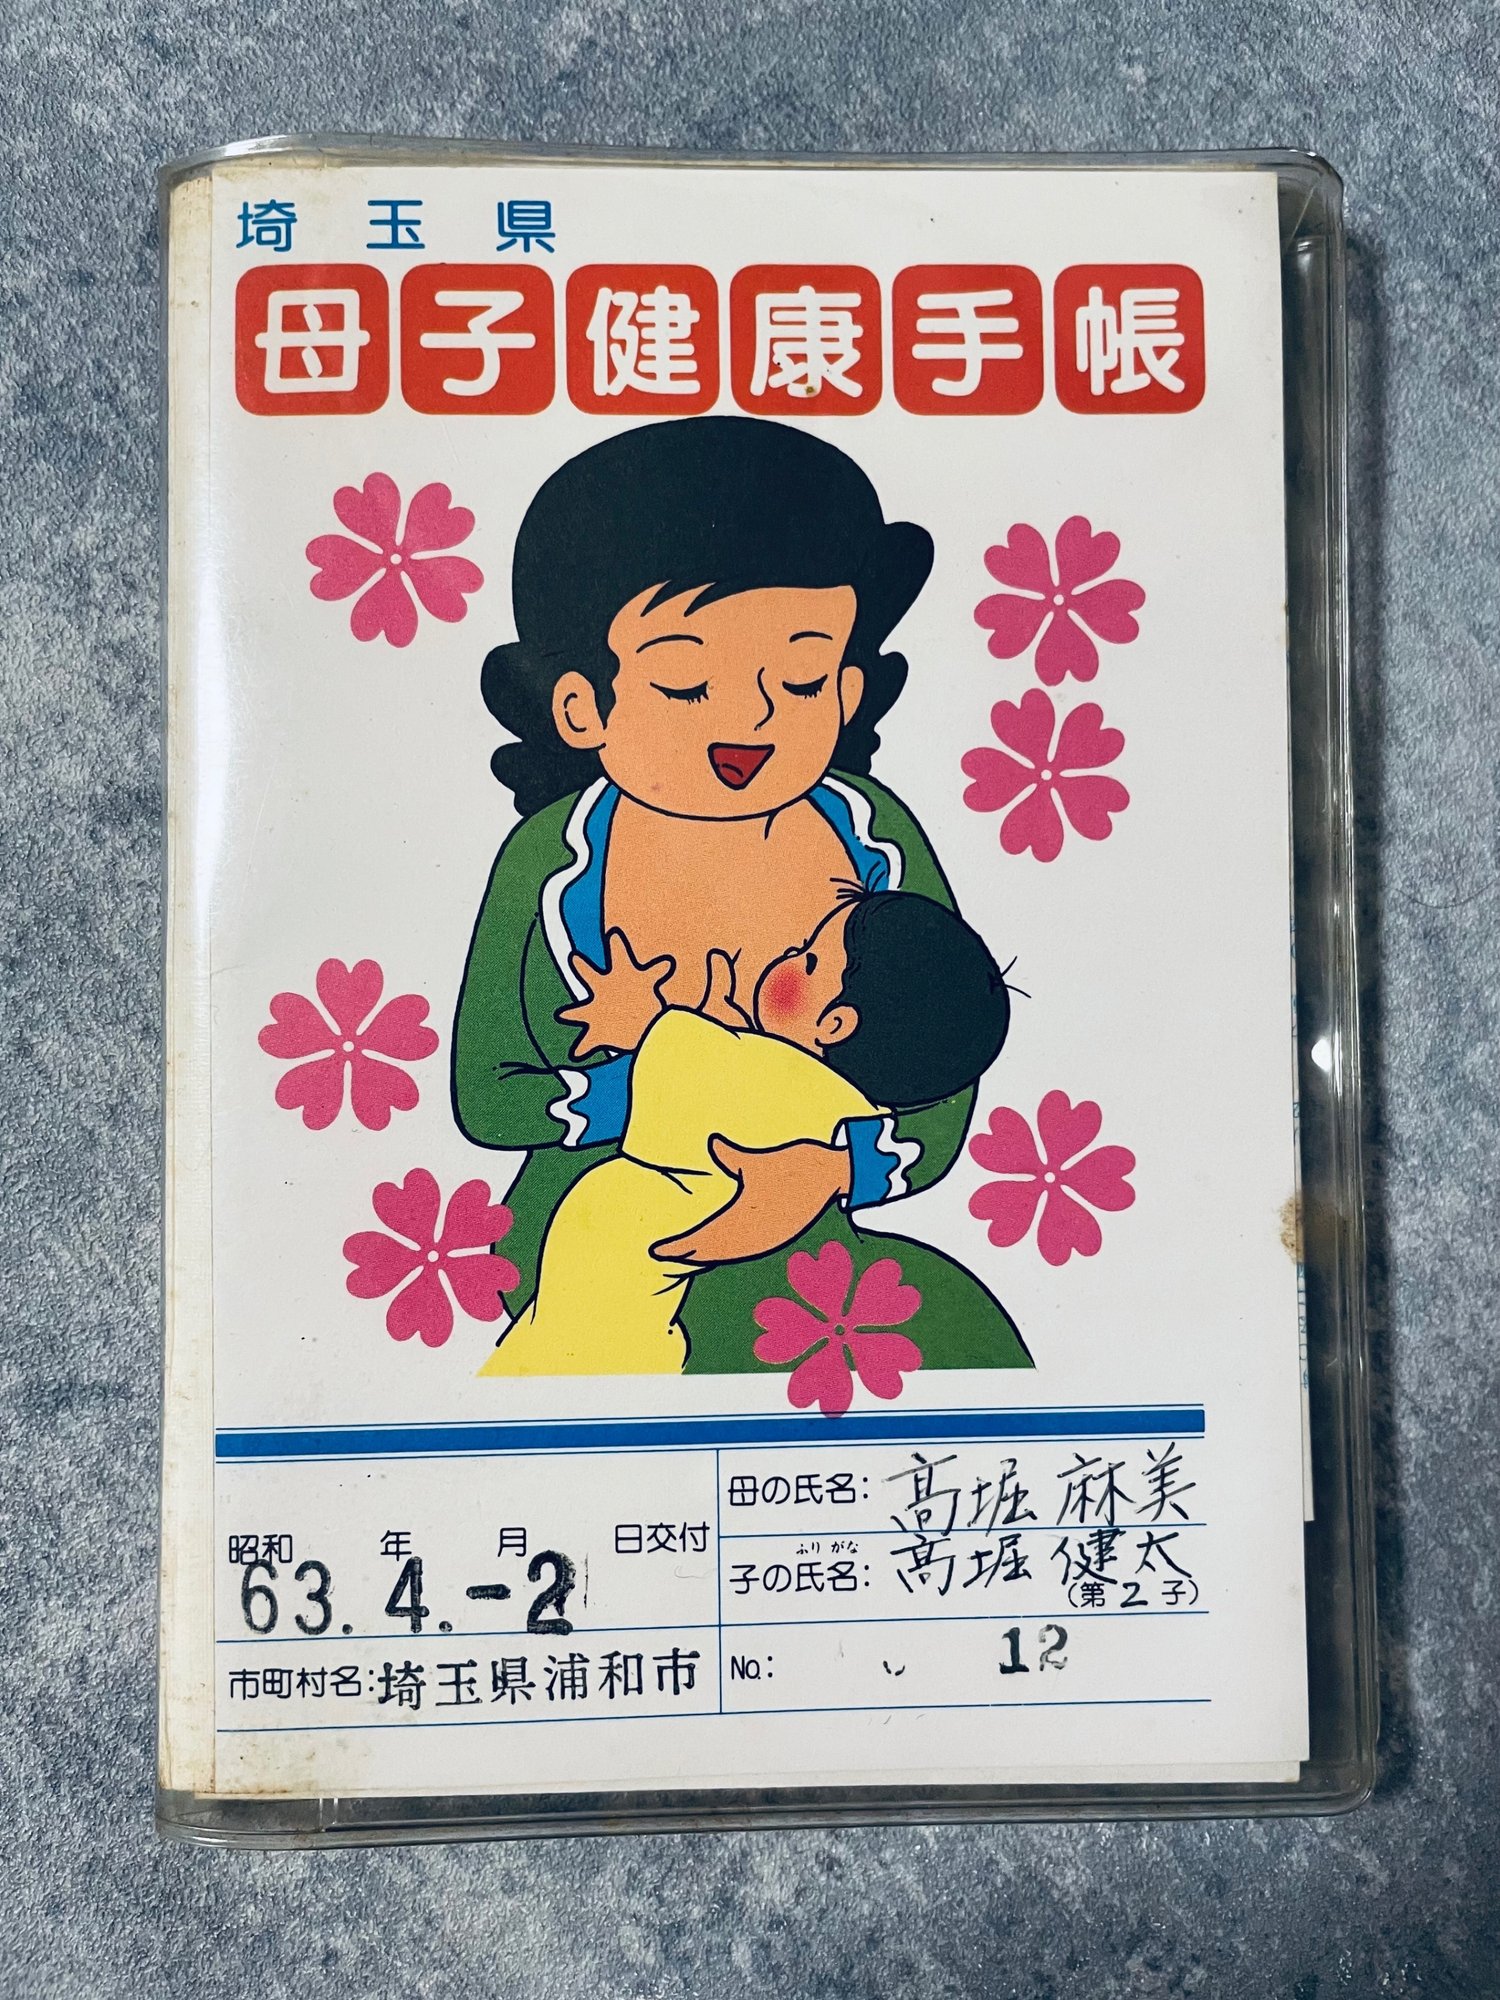 埼玉県
母子健康手帳
昭和 年 月 日交付
63. 4. -2
市町村名:埼玉県浦和市
母の氏名: 高堀 麻美
ふりがな
子の氏名: 高堀 健太
(第2子)
No.: 12